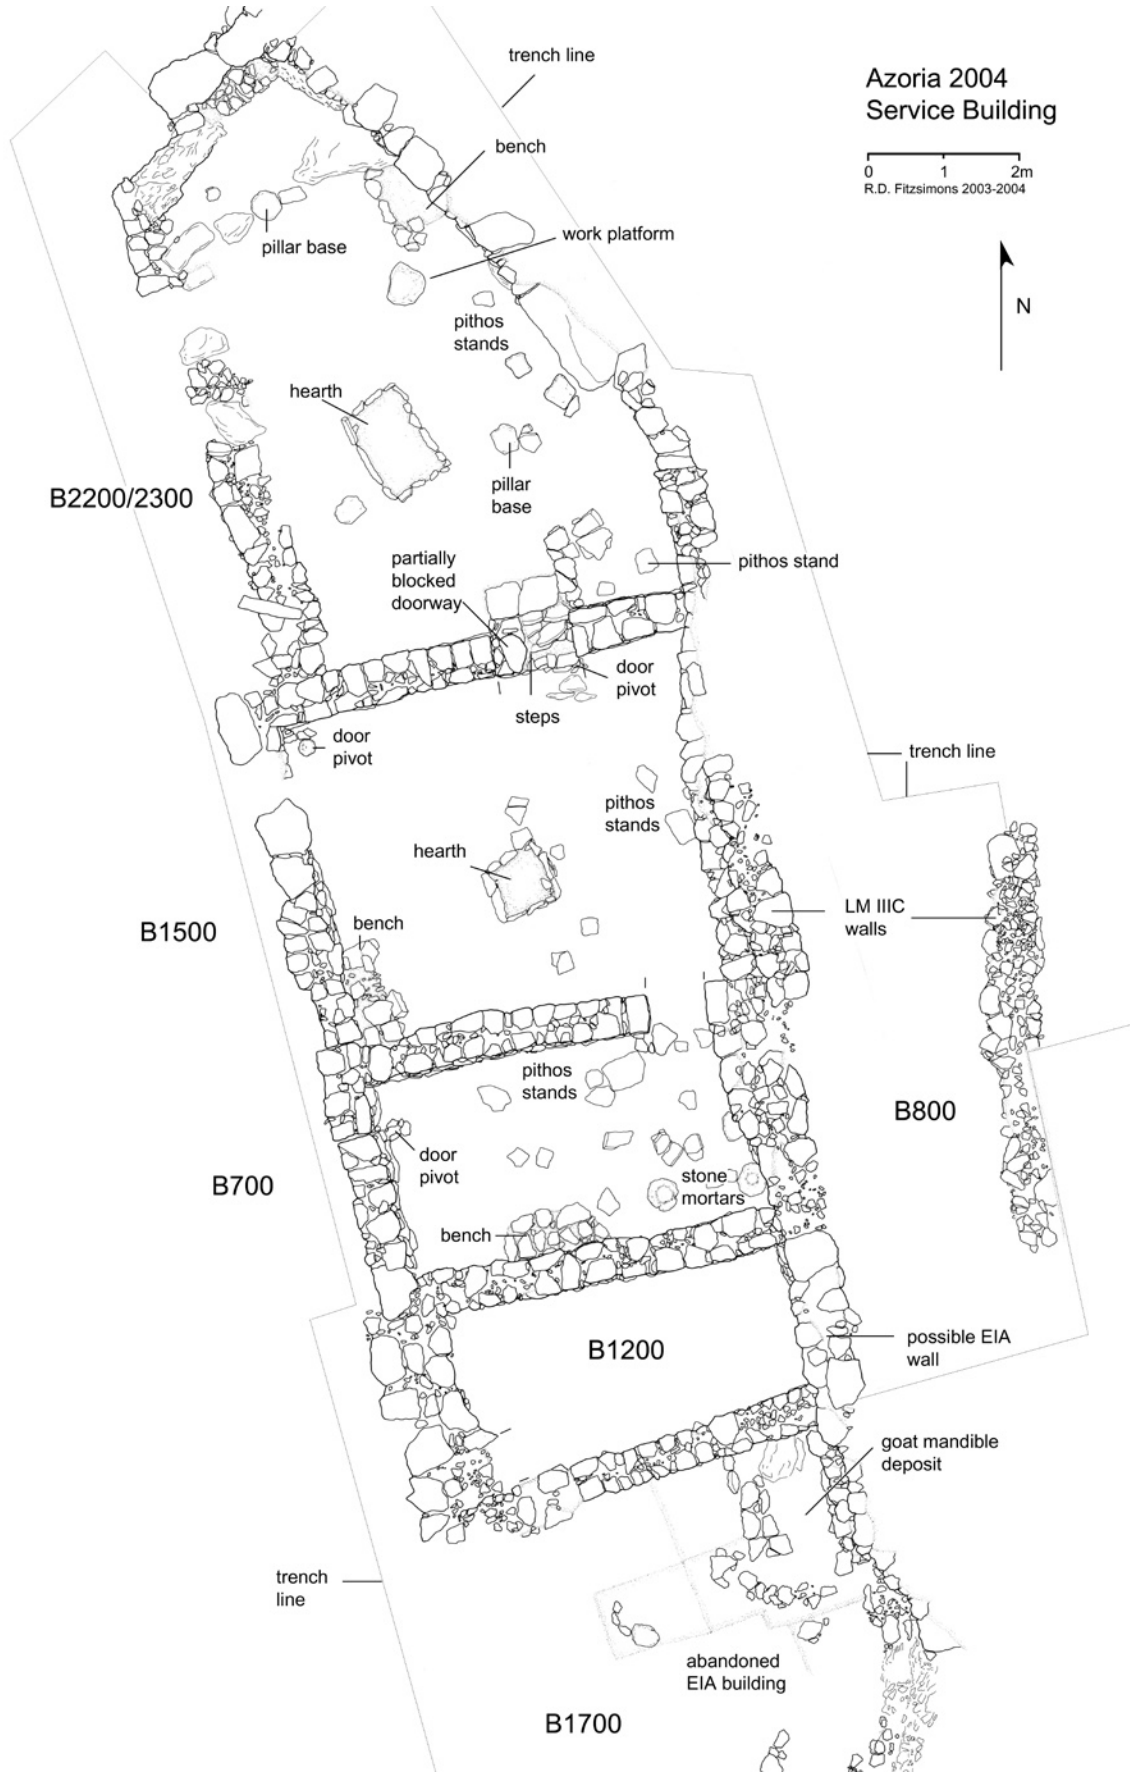 trench line
Azoria 2004
Service Building
0 1 2m
R.D. Fitzsimons 2003-2004
bench
work platform
pillar base
N
pithos
stands
hearth
B2200/2300
pillar
base
partially
blocked
doorway
pithos stand
door
pivot
steps
door
pivot
trench line
pithos
stands
hearth
LM IIIC
walls
bench
B1500
pithos
stands
B800
door
pivot
B700
stone
mortars
bench
B1200
possible EIA
wall
goat mandible
deposit
trench
line
abandoned
EIA building
B1700